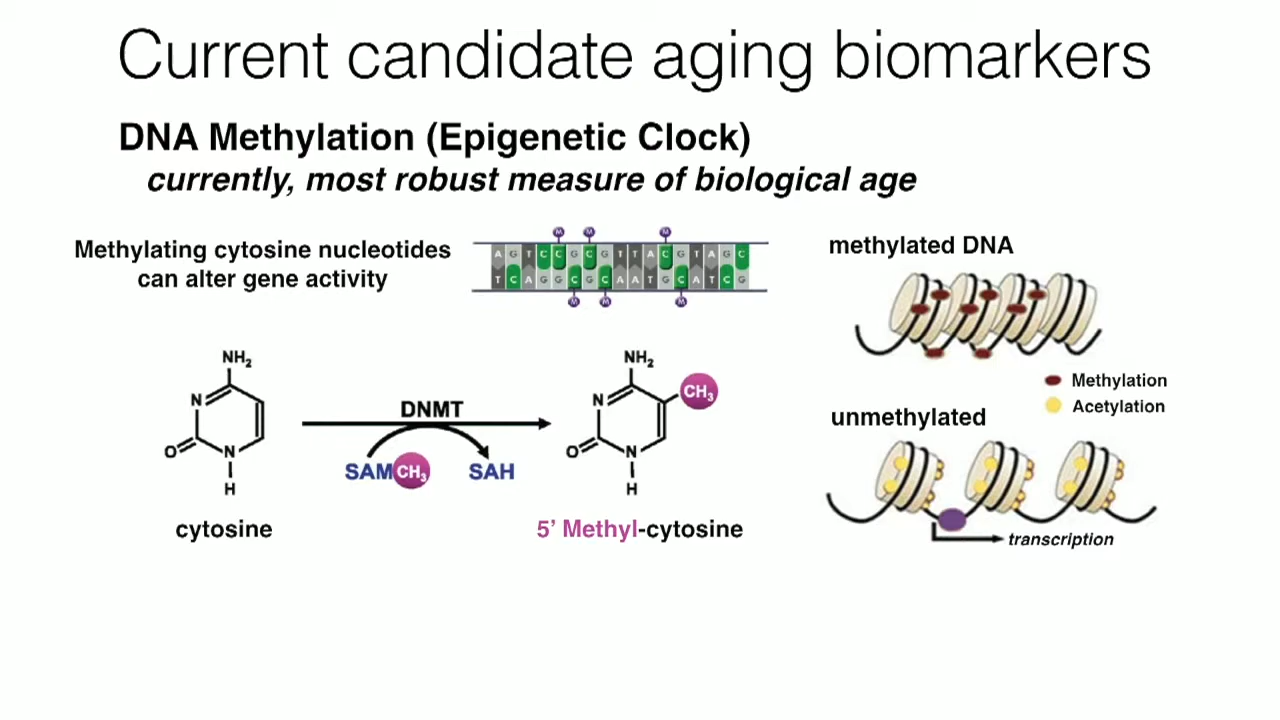 Current candidate aging biomarkers
DNA Methylation (Epigenetic Clock)
currently, most robust measure of biological age
Methylating cytosine nucleotides
can alter gene activity
M M M
A G T C C G C G T T A C G T A G C
T C A G G C G C A A T G C A T C G
M M M
NH₂
N
O
N
H
cytosine
DNMT
SAM CH₃
SAH
NH₂
CH₃
N
O
N
H
5’ Methyl-cytosine
methylated DNA
Methylation
Acetylation
unmethylated
transcription